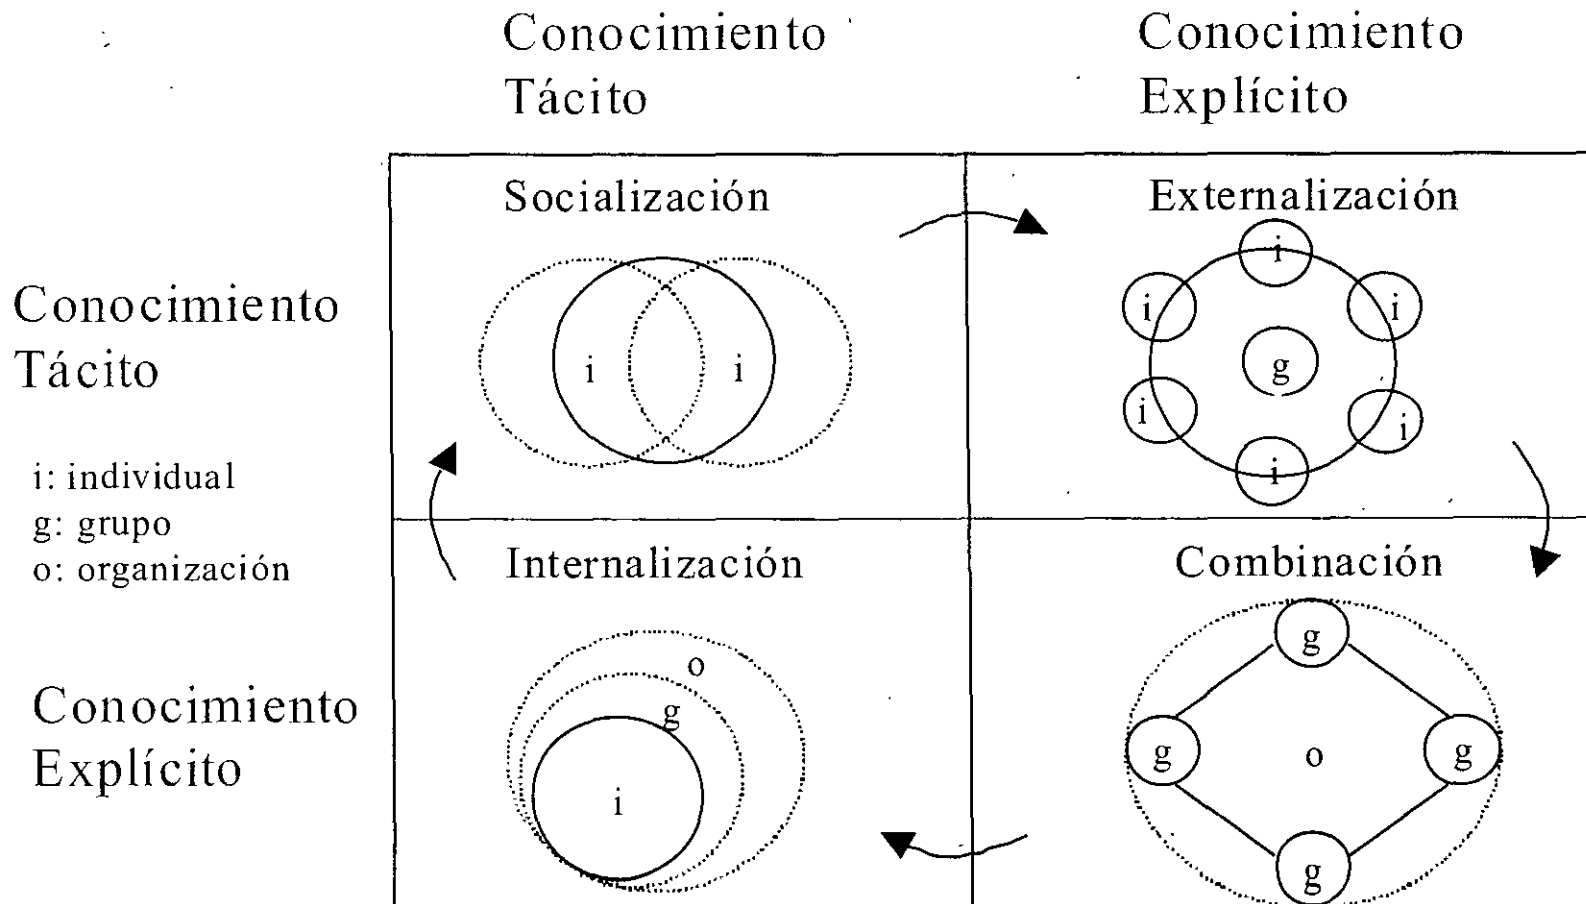 Conocimiento
Tácito
Conocimiento
Explícito
Socialización
Externalización
Conocimiento
Tácito
i
i
i
i
i
g
i
i
i
i: individual
g: grupo
o: organización
Internalización
Combinación
Conocimiento
Explícito
o
g
i
g
g
o
g
g